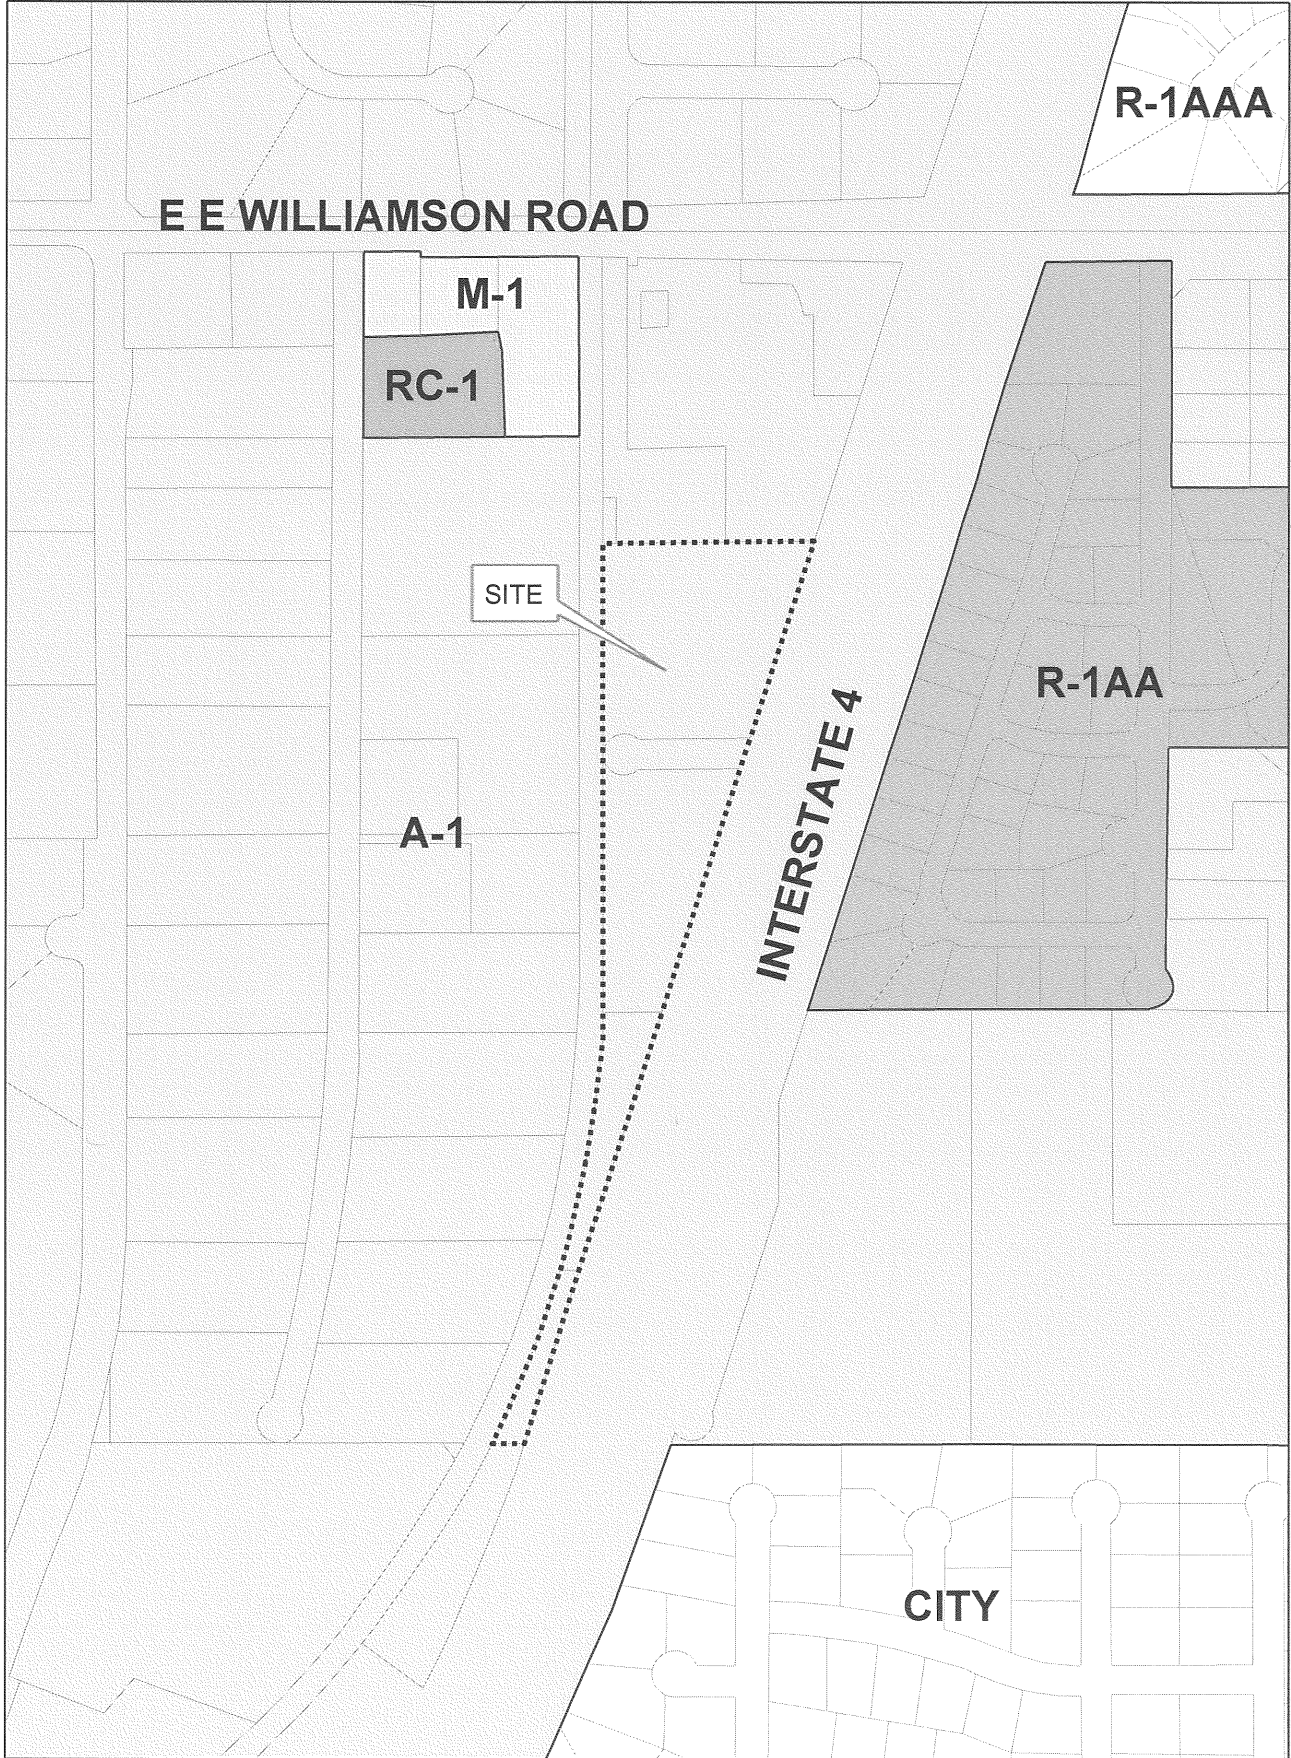 R-1AAA
E E WILLIAMSON ROAD
M-1
RC-1
SITE
R-1AA
INTERSTATE 4
A-1
CITY